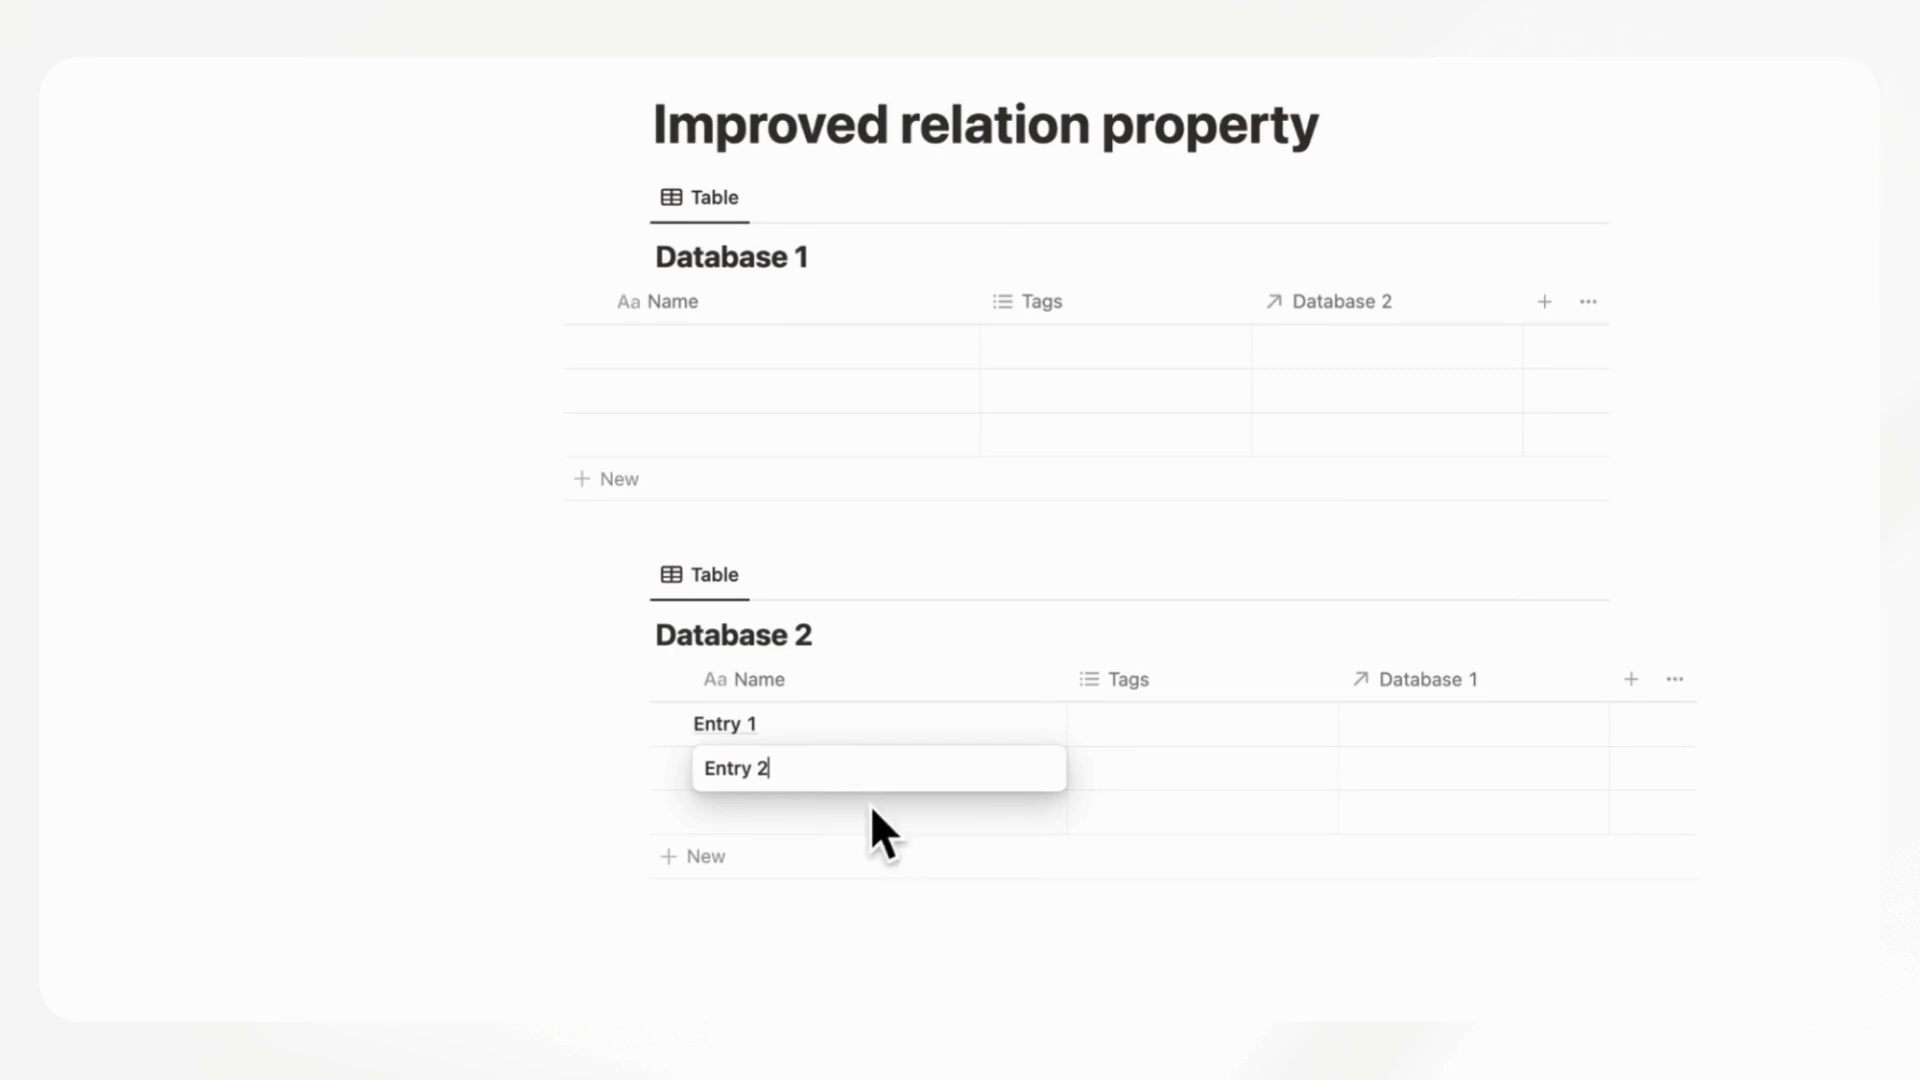 Improved relation property
Table
Database 1
Aa Name Tags Database 2
New
Table
Database 2
Aa Name Tags Database 1
Entry 1
Entry 2
New